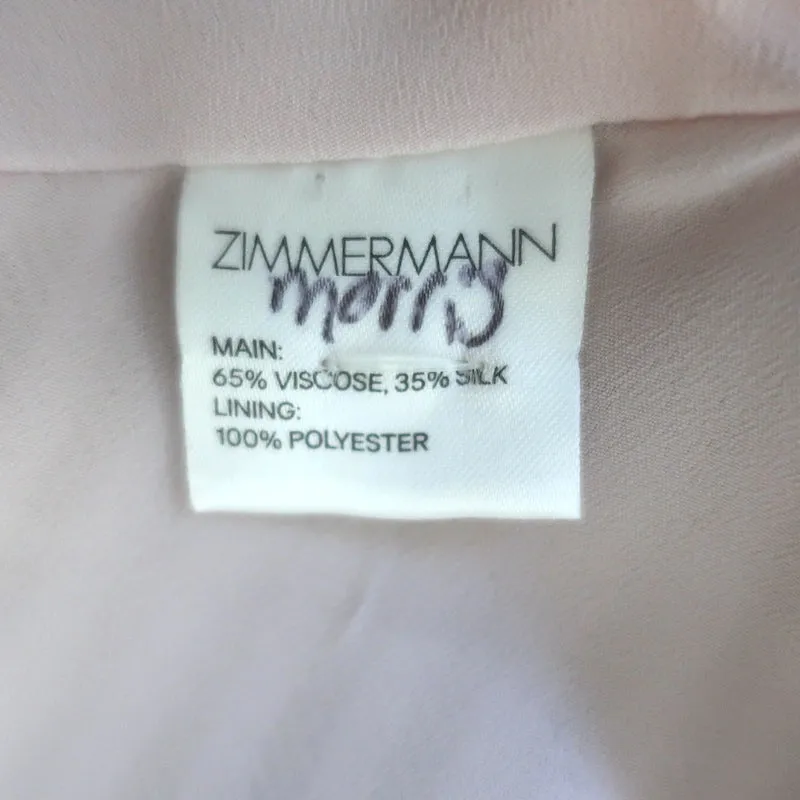 ZIMMERMANN
morris
MAIN:
65% VISCOSE, 35% SILK
LINING:
100% POLYESTER